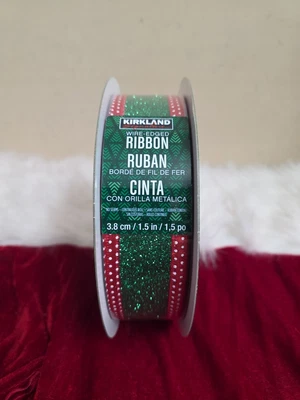 KIRKLAND
WIRE-EDGED
RIBBON
RUBAN
BORDÉ DE FIL DE FER
CINTA
CON ORILLA METÁLICA
3.8 cm / 1.5 in / 1,5 po